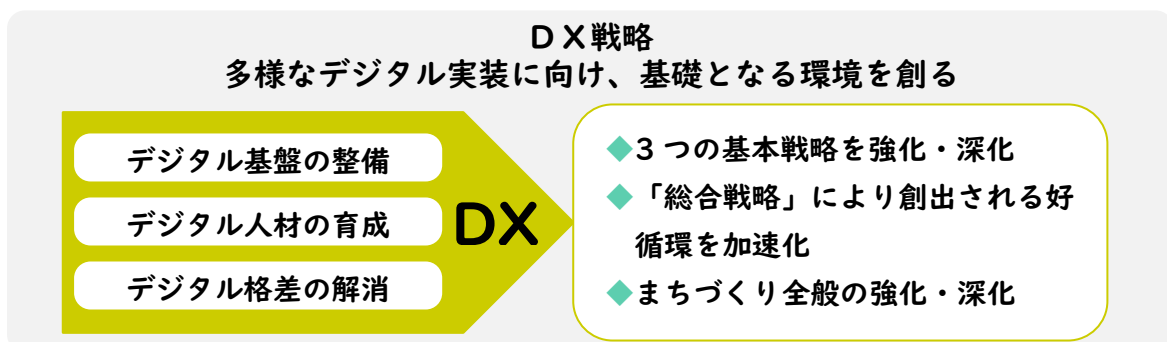 DX戦略
多様なデジタル実装に向け、基礎となる環境を創る
デジタル基盤の整備
デジタル人材の育成
デジタル格差の解消
DX
◆3つの基本戦略を強化・深化
◆「総合戦略」により創出される好
循環を加速化
◆まちづくり全般の強化・深化